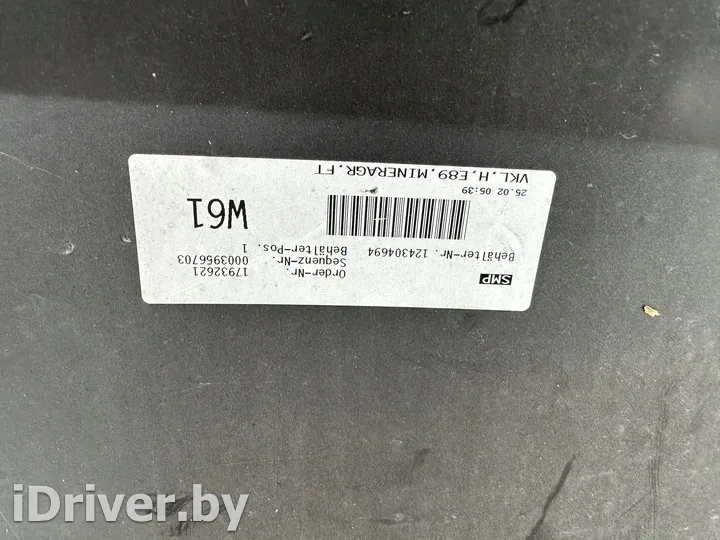 SMP
Order-Nr. 17932621
Sequenz-Nr. 0003956703
Behälter-Nr. 124304694 Behälter-Pos. 1
W61
25.02 05:39
VKL.H.E89.MINERAGR.FT
iDriver.by